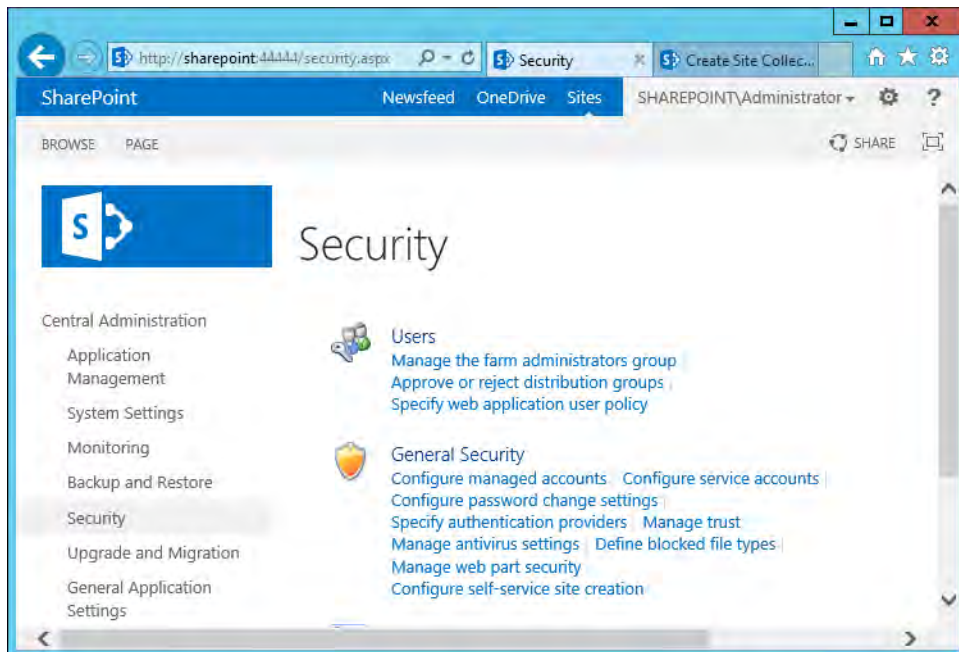 http://sharepoint:44444/security.aspx
Security
Create Site Collec...
SharePoint
Newsfeed OneDrive Sites
SHAREPOINT\Administrator
?
BROWSE PAGE
SHARE
S
Security
Central Administration
Application
Management
System Settings
Monitoring
Backup and Restore
Security
Upgrade and Migration
General Application
Settings
Users
Manage the farm administrators group
Approve or reject distribution groups
Specify web application user policy
General Security
Configure managed accounts Configure service accounts
Configure password change settings
Specify authentication providers Manage trust
Manage antivirus settings Define blocked file types
Manage web part security
Configure self-service site creation